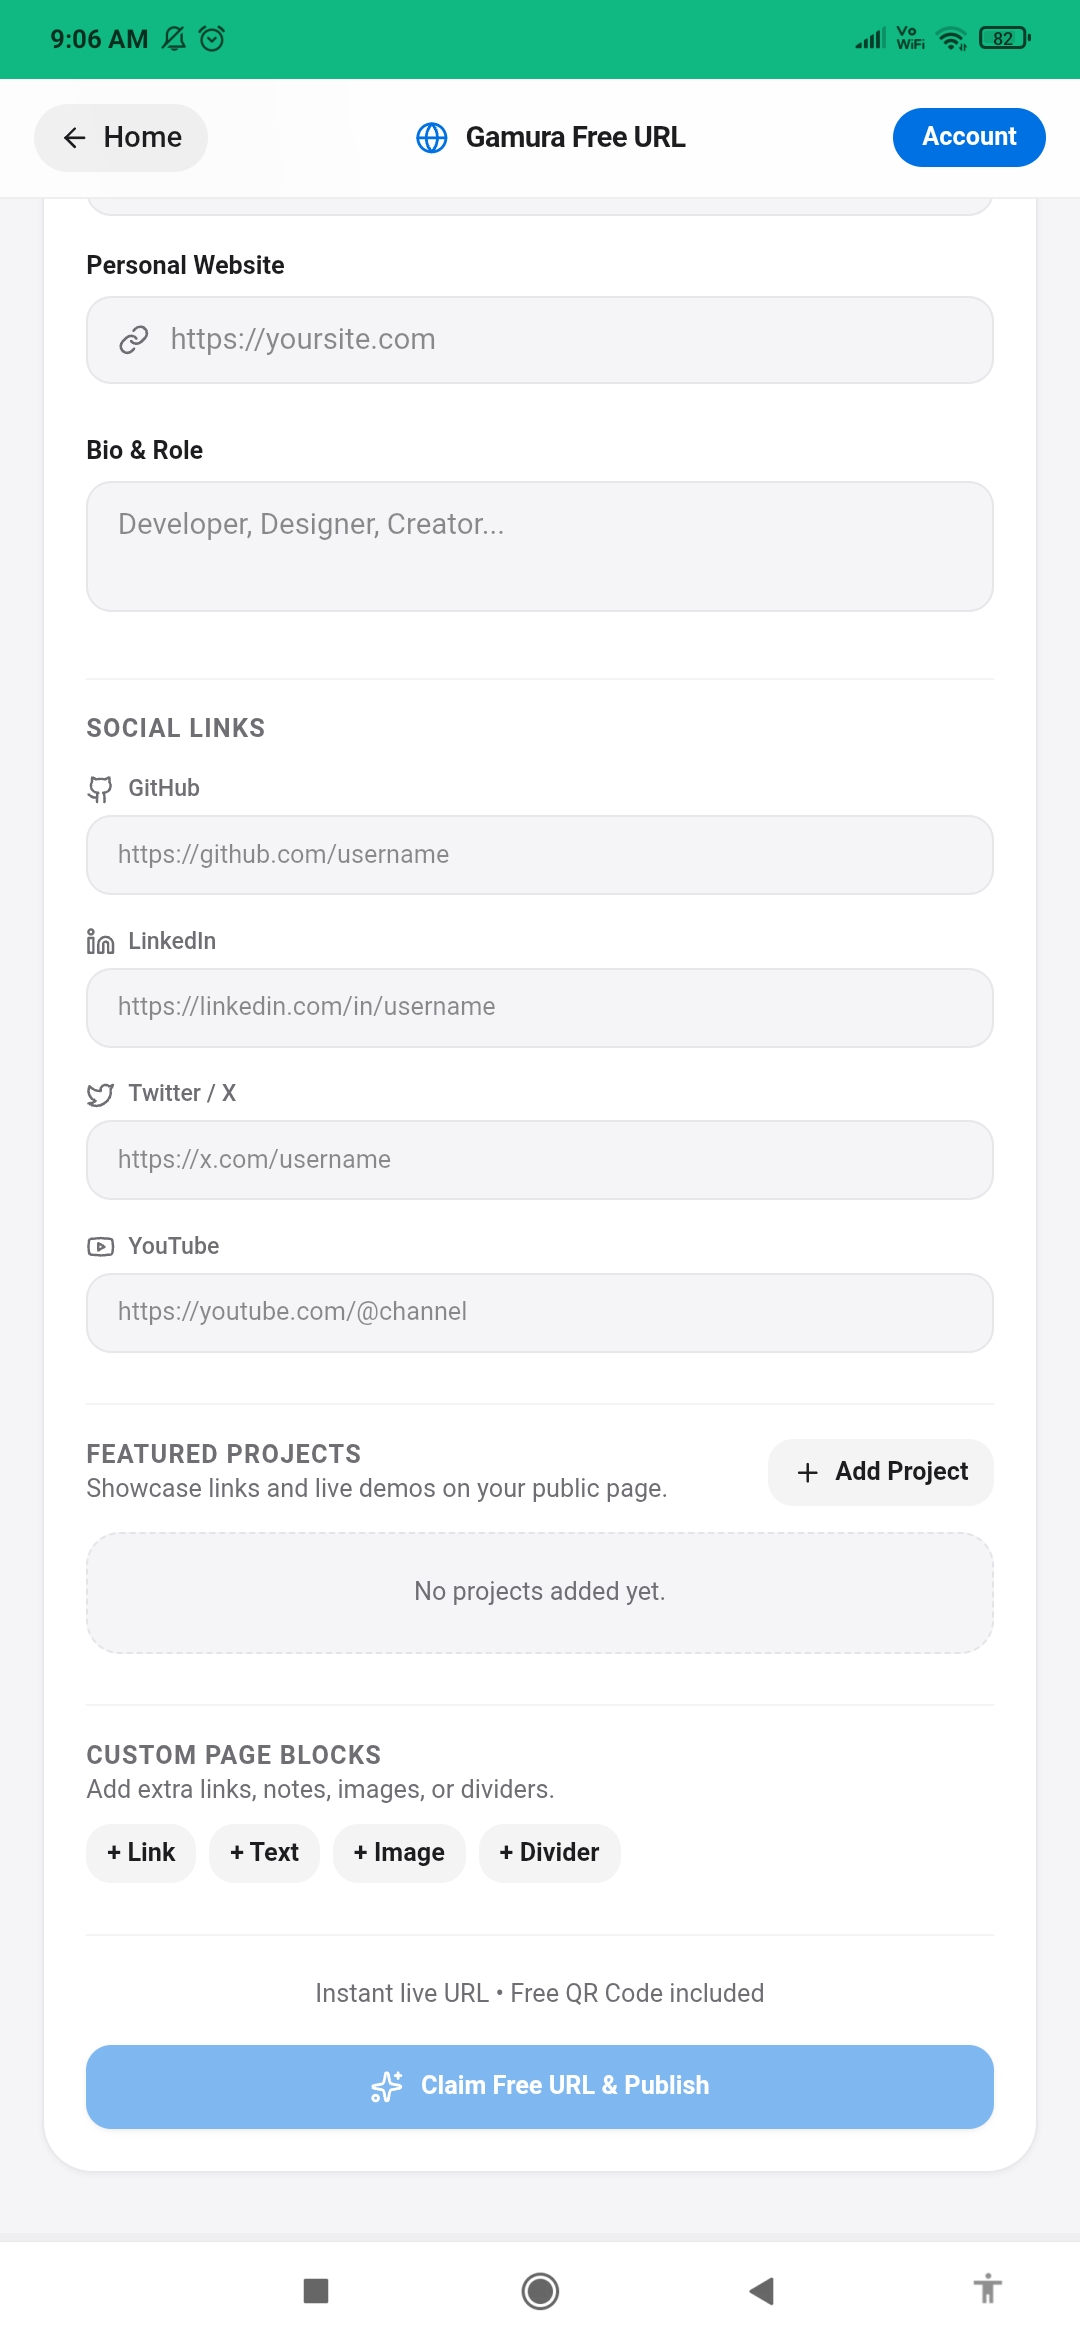 9:06 AM
Vo
WiFi
82
Home
Gamura Free URL
Account
Personal Website
https://yoursite.com
Bio & Role
Developer, Designer, Creator...
SOCIAL LINKS
GitHub
https://github.com/username
LinkedIn
https://linkedin.com/in/username
Twitter / X
https://x.com/username
YouTube
https://youtube.com/@channel
FEATURED PROJECTS
Showcase links and live demos on your public page.
+ Add Project
No projects added yet.
CUSTOM PAGE BLOCKS
Add extra links, notes, images, or dividers.
+ Link
+ Text
+ Image
+ Divider
Instant live URL • Free QR Code included
Claim Free URL & Publish